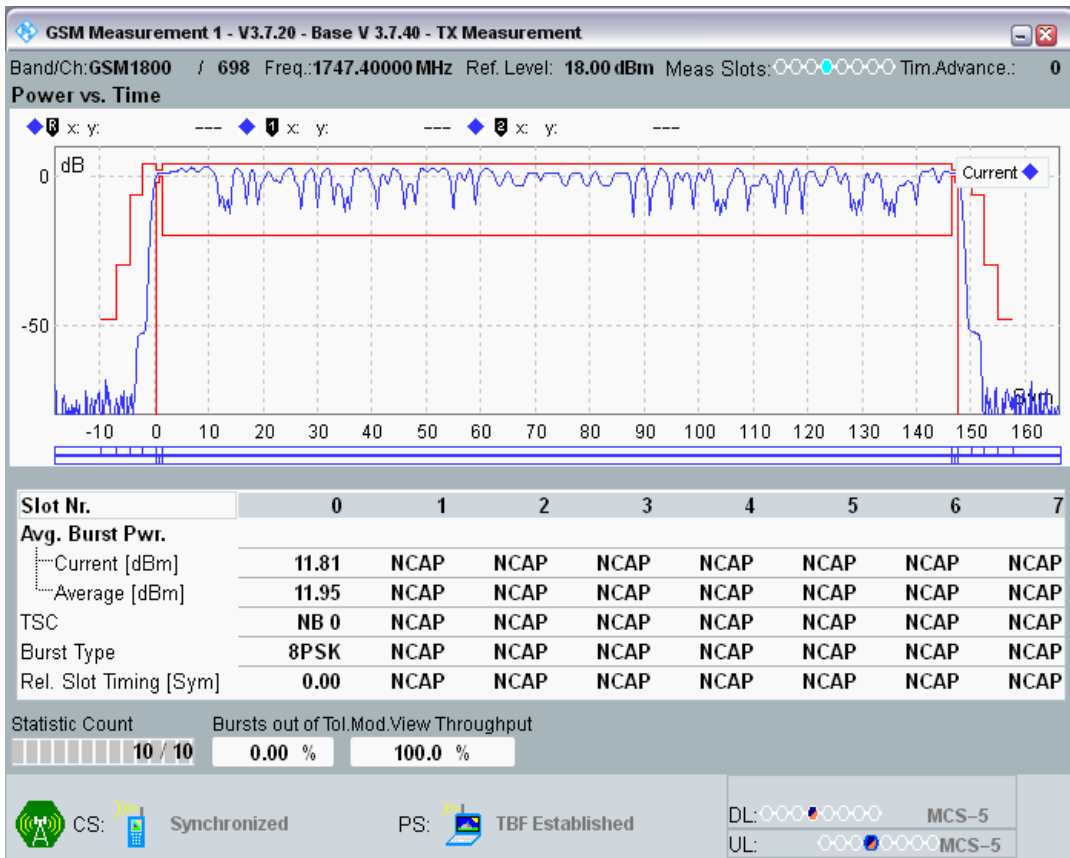 GSM Measurement 1 - V3.7.20 - Base V 3.7.40 - TX Measurement
Band/Ch:GSM1800 / 698 Freq.:1747.40000 MHz Ref. Level: 18.00 dBm Meas Slots: Tim.Advance.: 0
Power vs. Time
R x: y: --- 1 x: y: --- 2 x: y: ---
dB
Current
0
-50
Sym
-10 0 10 20 30 40 50 60 70 80 90 100 110 120 130 140 150 160
Slot Nr. 0 1 2 3 4 5 6 7
Avg. Burst Pwr.
Current [dBm] 11.81 NCAP NCAP NCAP NCAP NCAP NCAP NCAP
Average [dBm] 11.95 NCAP NCAP NCAP NCAP NCAP NCAP NCAP
TSC NB 0 NCAP NCAP NCAP NCAP NCAP NCAP NCAP
Burst Type 8PSK NCAP NCAP NCAP NCAP NCAP NCAP NCAP
Rel. Slot Timing [Sym] 0.00 NCAP NCAP NCAP NCAP NCAP NCAP NCAP
Statistic Count Bursts out of Tol.Mod.View Throughput
10 / 10 0.00 % 100.0 %
CS: Synchronized PS: TBF Established
DL: MCS-5
UL: MCS-5